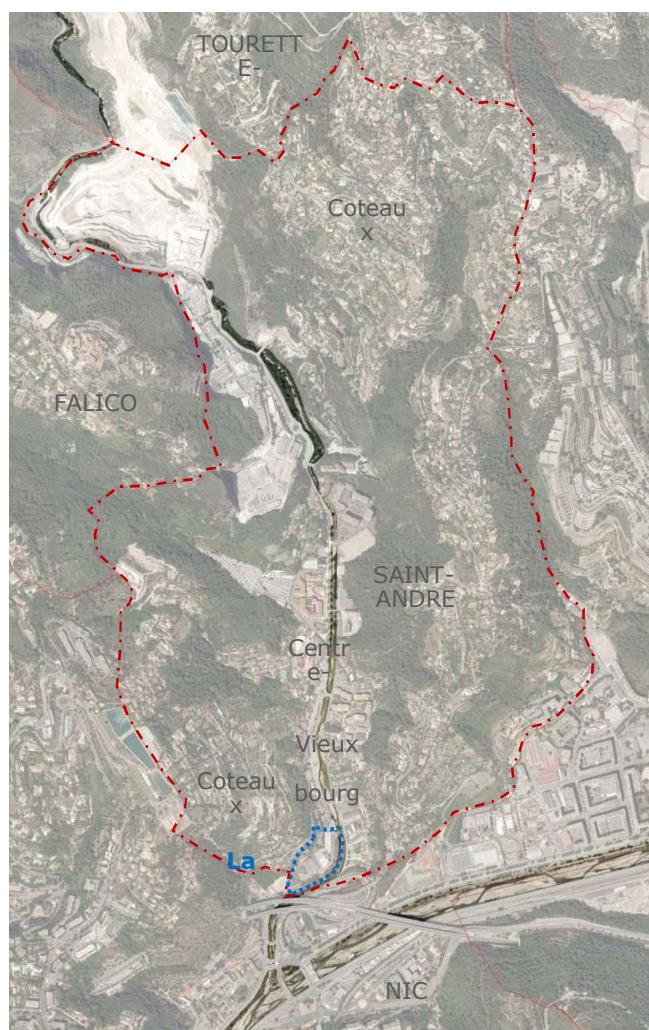 TOURETT
E-
Coteau
x
FALICO
SAINT-
ANDRE
Centr
e-
Vieux
bourg
Coteau
x
La
NIC